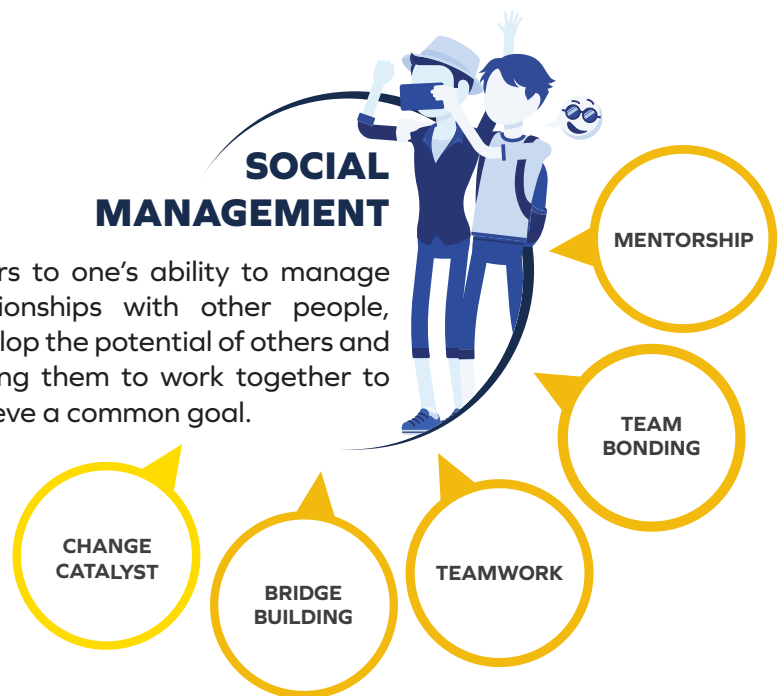 SOCIAL
MANAGEMENT
to one's ability to manage
with other people,
the potential of others and
them to work together to
a common goal.
MENTORSHIP
TEAM
BONDING
TEAMWORK
BRIDGE
BUILDING
CHANGE
CATALYST